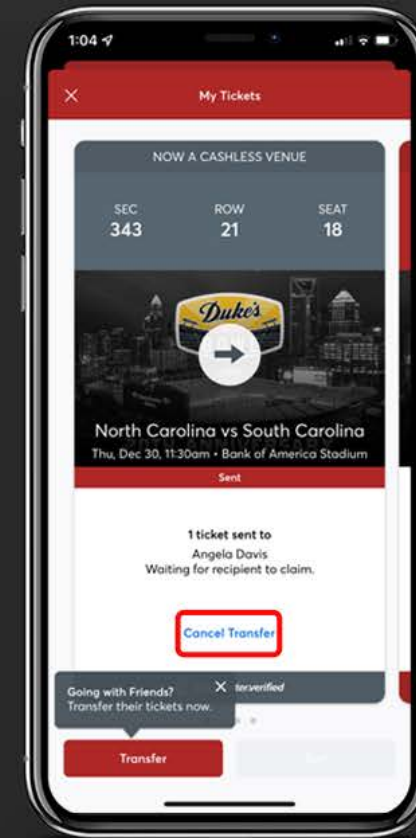 1:04
My Tickets
NOW A CASHLESS VENUE
SEC ROW SEAT
343 21 18
Duke's
North Carolina vs South Carolina
Thu, Dec 30, 11:30am • Bank of America Stadium
Sent
1 ticket sent to
Angela Davis
Waiting for recipient to claim.
Cancel Transfer
Going with Friends?
Transfer their tickets now.
Transfer